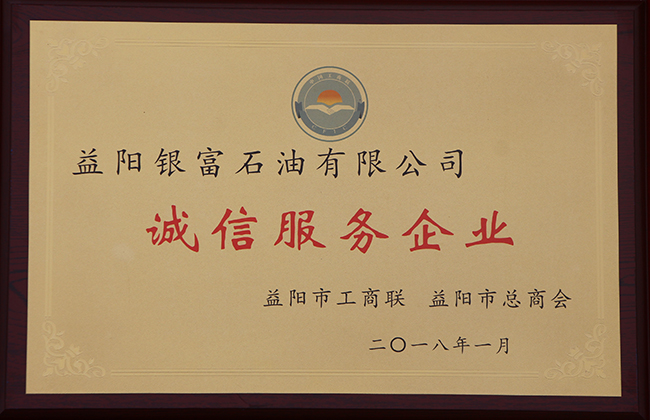 益阳银富石油有限公司
诚信服务企业
益阳市工商联 益阳市总商会
二〇一八年一月